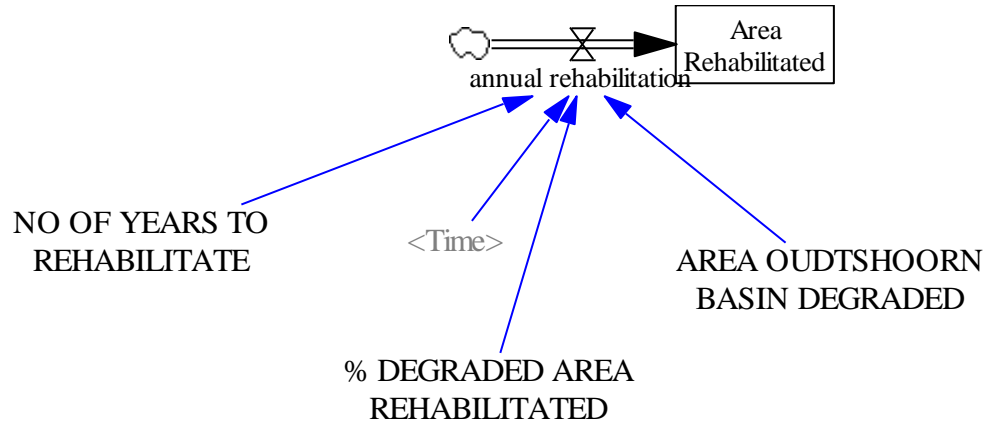 Area
Rehabilitated
annual rehabilitation
NO OF YEARS TO
REHABILITATE
<Time>
AREA OUDTSHOORN
BASIN DEGRADED
% DEGRADED AREA
REHABILITATED